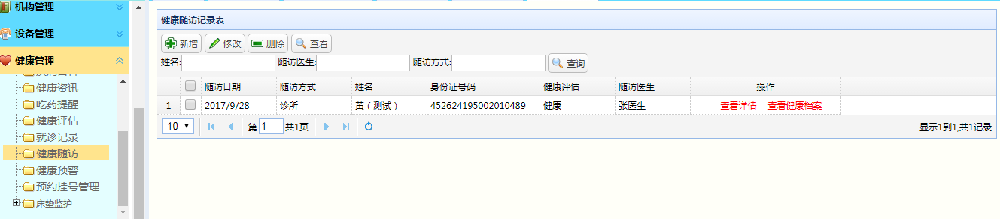 机构管理
设备管理
健康管理
健康资讯
吃药提醒
健康评估
就诊记录
健康随访
健康预警
预约挂号管理
床垫监护
健康随访记录表
新增 修改 删除 查看
姓名: 随访医生: 随访方式: 查询
随访日期 随访方式 姓名 身份证号码 健康评估 随访医生 操作
1 2017/9/28 诊所 董（测试） 452624195002010489 健康 张医生 查看详情 查看健康档案
10 第 1 共1页 显示1到1,共1记录